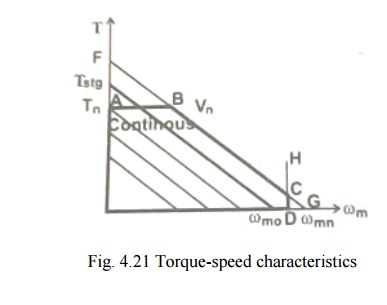 T
F
Tstg
Tn
A
B
Vn
Continous
H
C
G
ωm
ωmo D ωmn
Fig. 4.21 Torque-speed characteristics